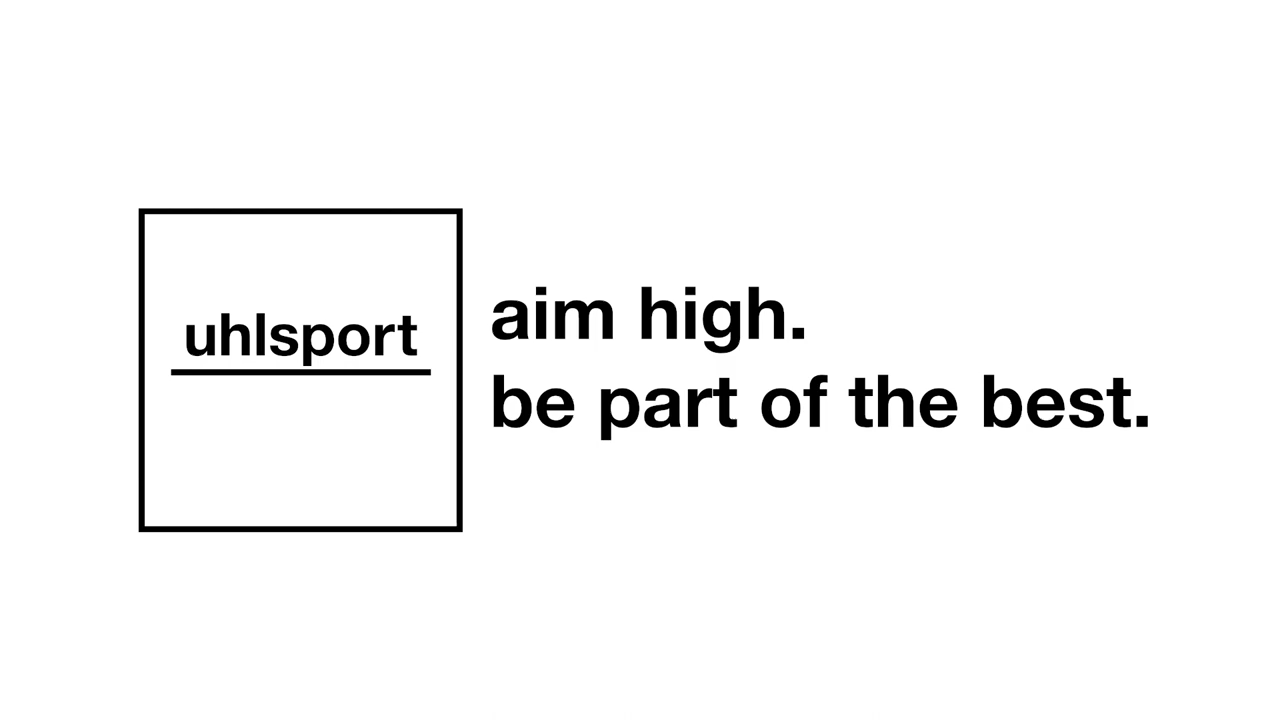 uhlsport
aim high.
be part of the best.